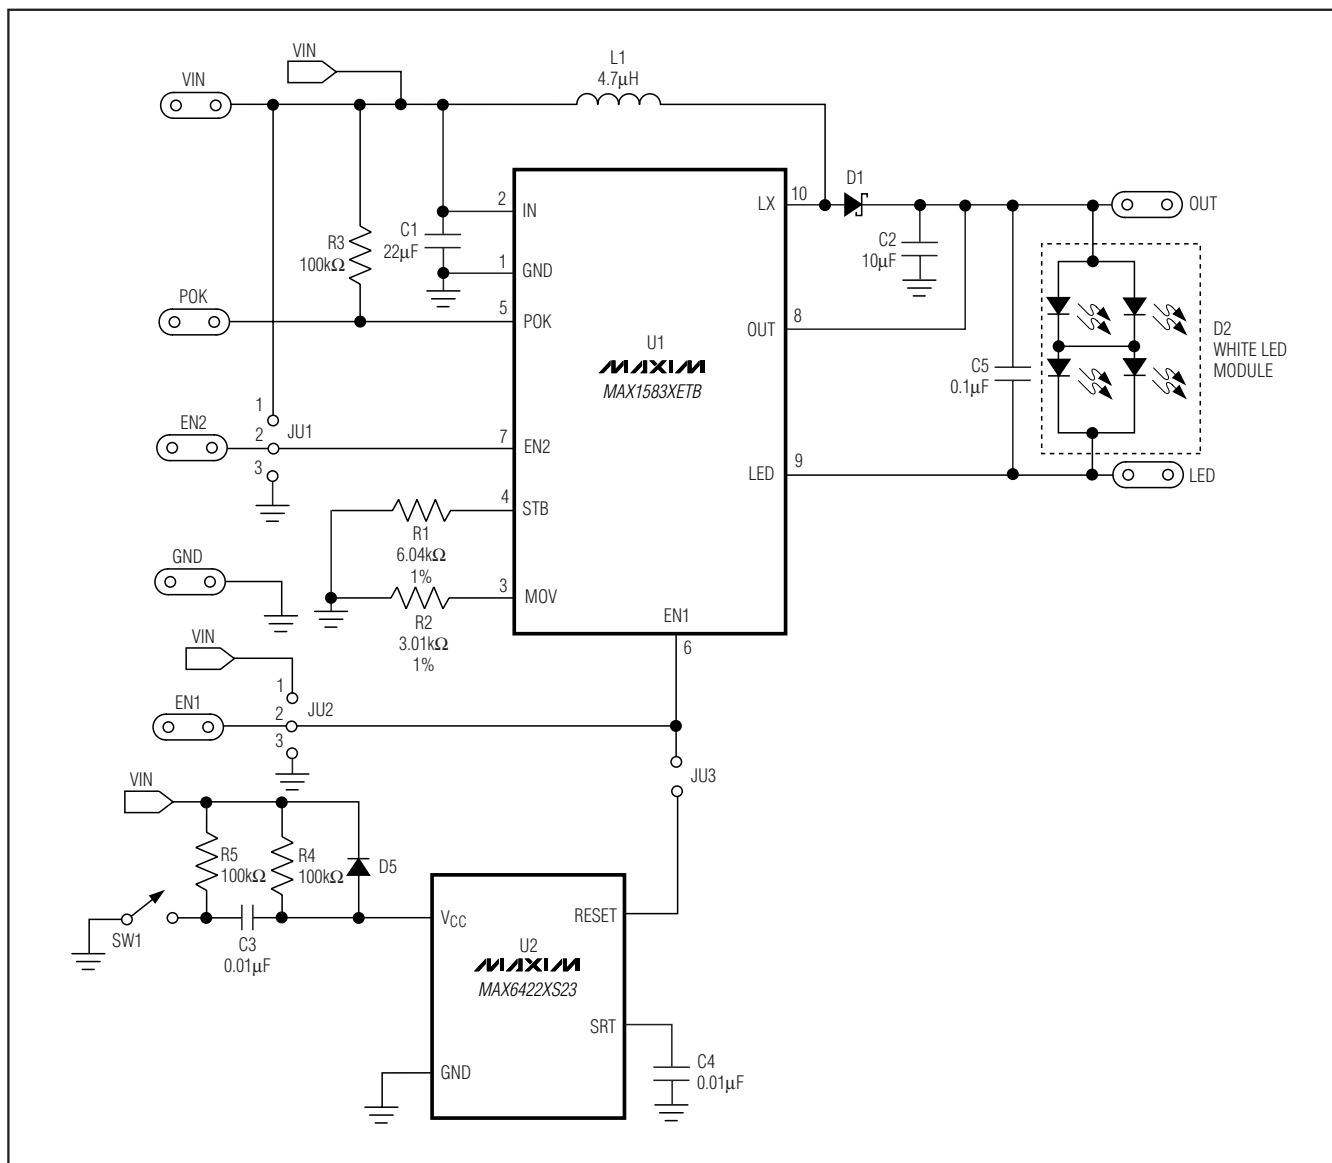 VIN
VIN
L1
4.7μH
2
IN
C1
22μF
R3
100kΩ
1
GND
POK
5
POK
10
LX
D1
OUT
C2
10μF
8
OUT
U1
MAXIM
MAX1583XETB
C5
0.1μF
D2
WHITE LED
MODULE
1
EN2
2
JU1
3
7
EN2
9
LED
LED
4
STB
R1
6.04kΩ
1%
GND
3
MOV
R2
3.01kΩ
1%
EN1
6
VIN
1
EN1
2
JU2
3
JU3
VIN
R5
100kΩ
R4
100kΩ
D5
SW1
C3
0.01μF
VCC
RESET
U2
MAXIM
MAX6422XS23
SRT
GND
C4
0.01μF